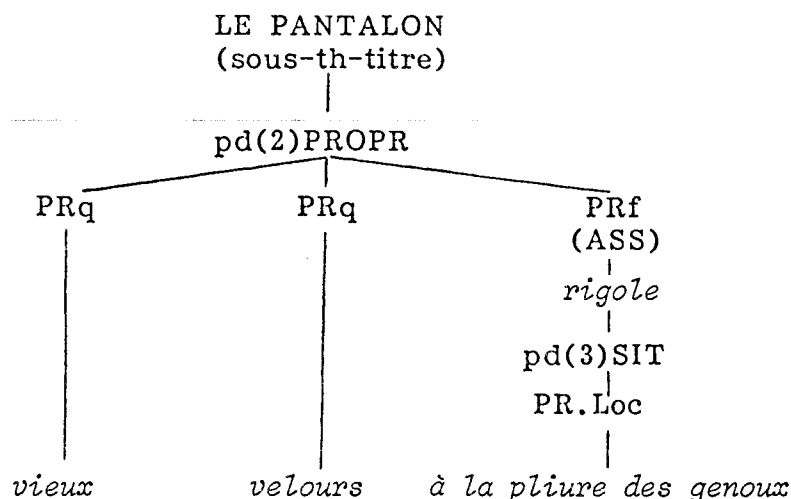 LE PANTALON
(sous-th-titre)
pd(2)PROPR
PRq PRq PRf
(ASS)
rigole
pd(3)SIT
PR.Loc
vieux velours à la pliure des genoux